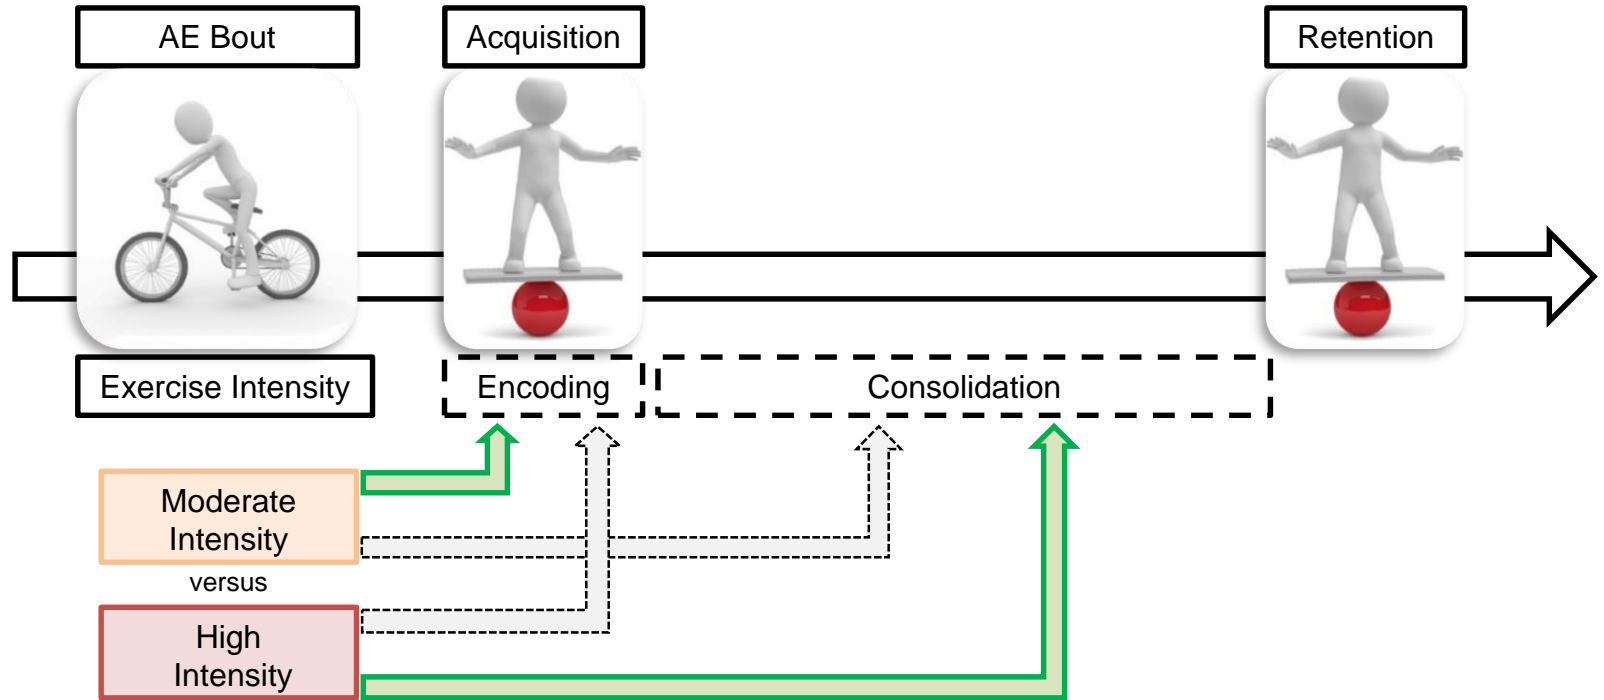 AE Bout
Acquisition
Retention
Exercise Intensity
Encoding
Consolidation
Moderate
Intensity
versus
High
Intensity